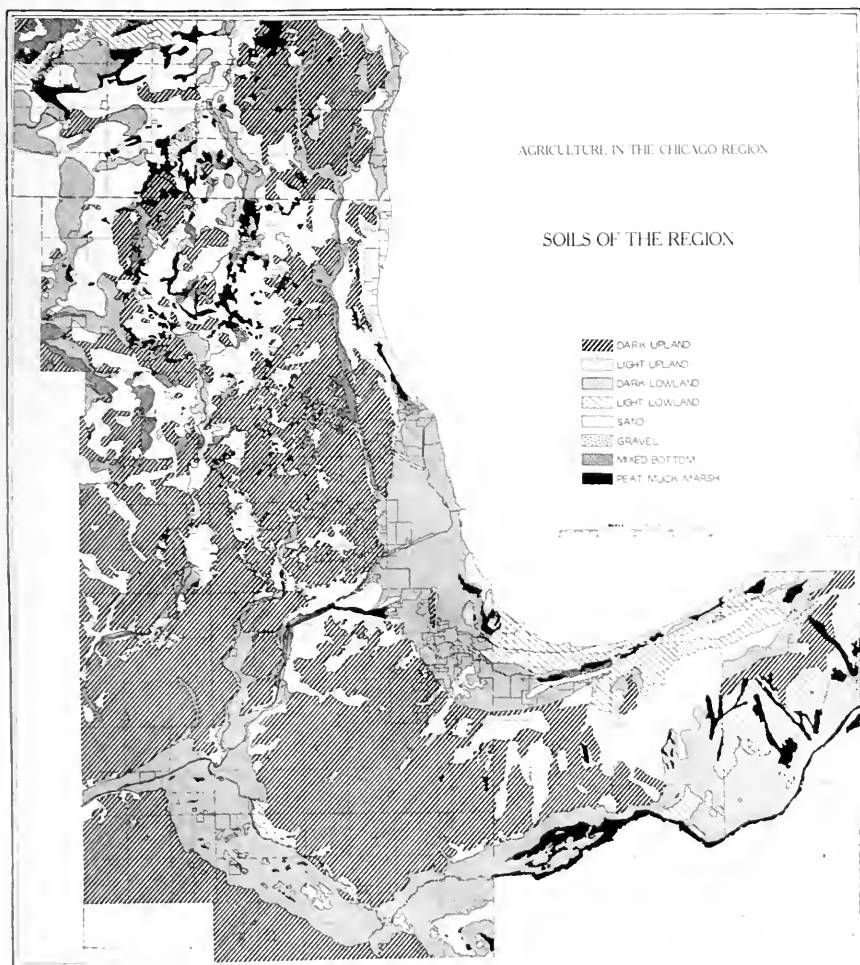 AGRICULTURE IN THE CHICAGO REGION
SOILS OF THE REGION
DARK UPLAND
LIGHT UPLAND
DARK LOWLAND
LIGHT LOWLAND
SAND
GRAVEL
MIXED BOTTOM
PEAT MUCK MARSH